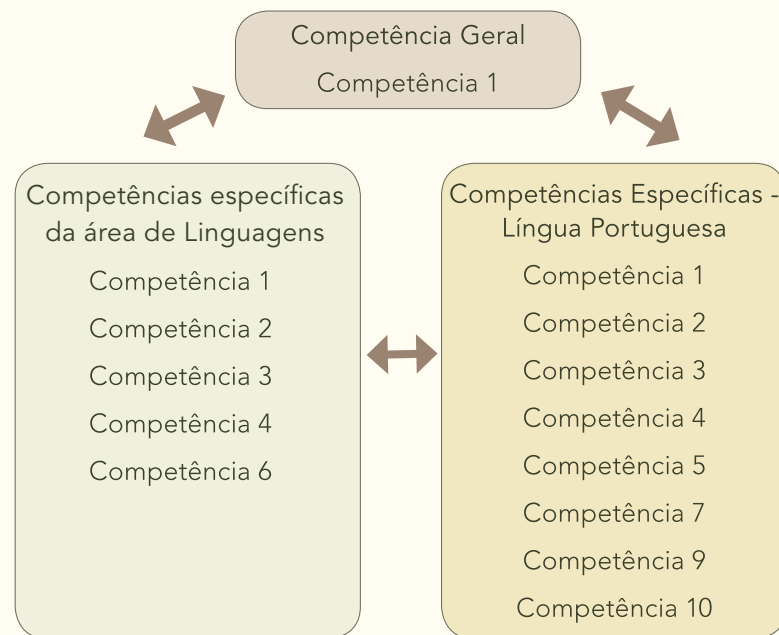 Competência Geral
Competência 1
Competências específicas
da área de Linguagens
Competência 1
Competência 2
Competência 3
Competência 4
Competência 6
Competências Específicas -
Língua Portuguesa
Competência 1
Competência 2
Competência 3
Competência 4
Competência 5
Competência 7
Competência 9
Competência 10